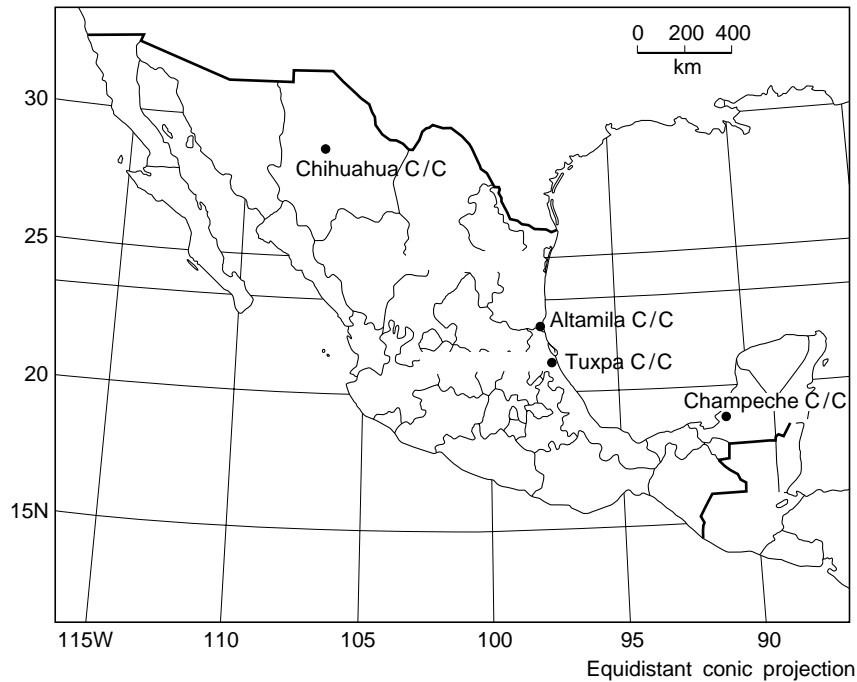 0 200 400
km
30
Chihuahua C/C
25
Altamila C/C
Tuxpa C/C
20
Champeche C/C
15N
115W 110 105 100 95 90
Equidistant conic projection